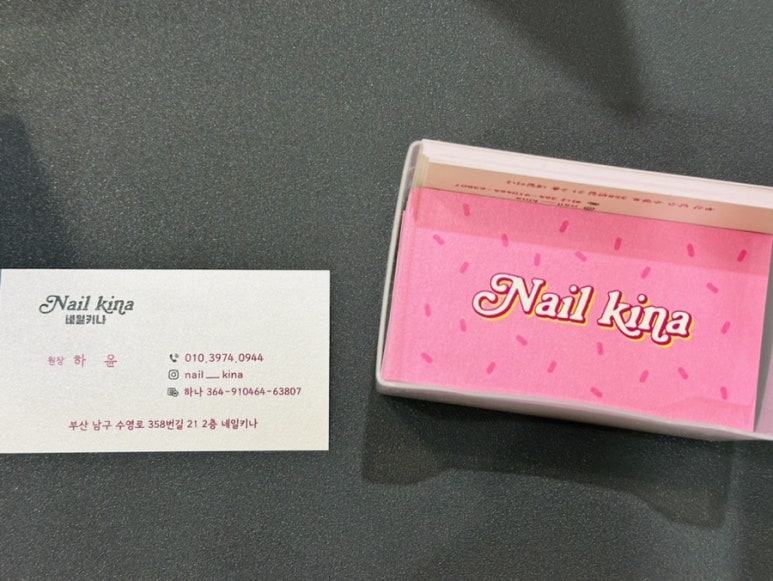 Nail kina
네일키나
원장 하 윤
010.3974.0944
nail__kina
하나 364-910464-63807
부산 남구 수영로 358번길 21 2층 네일키나
Nail kina